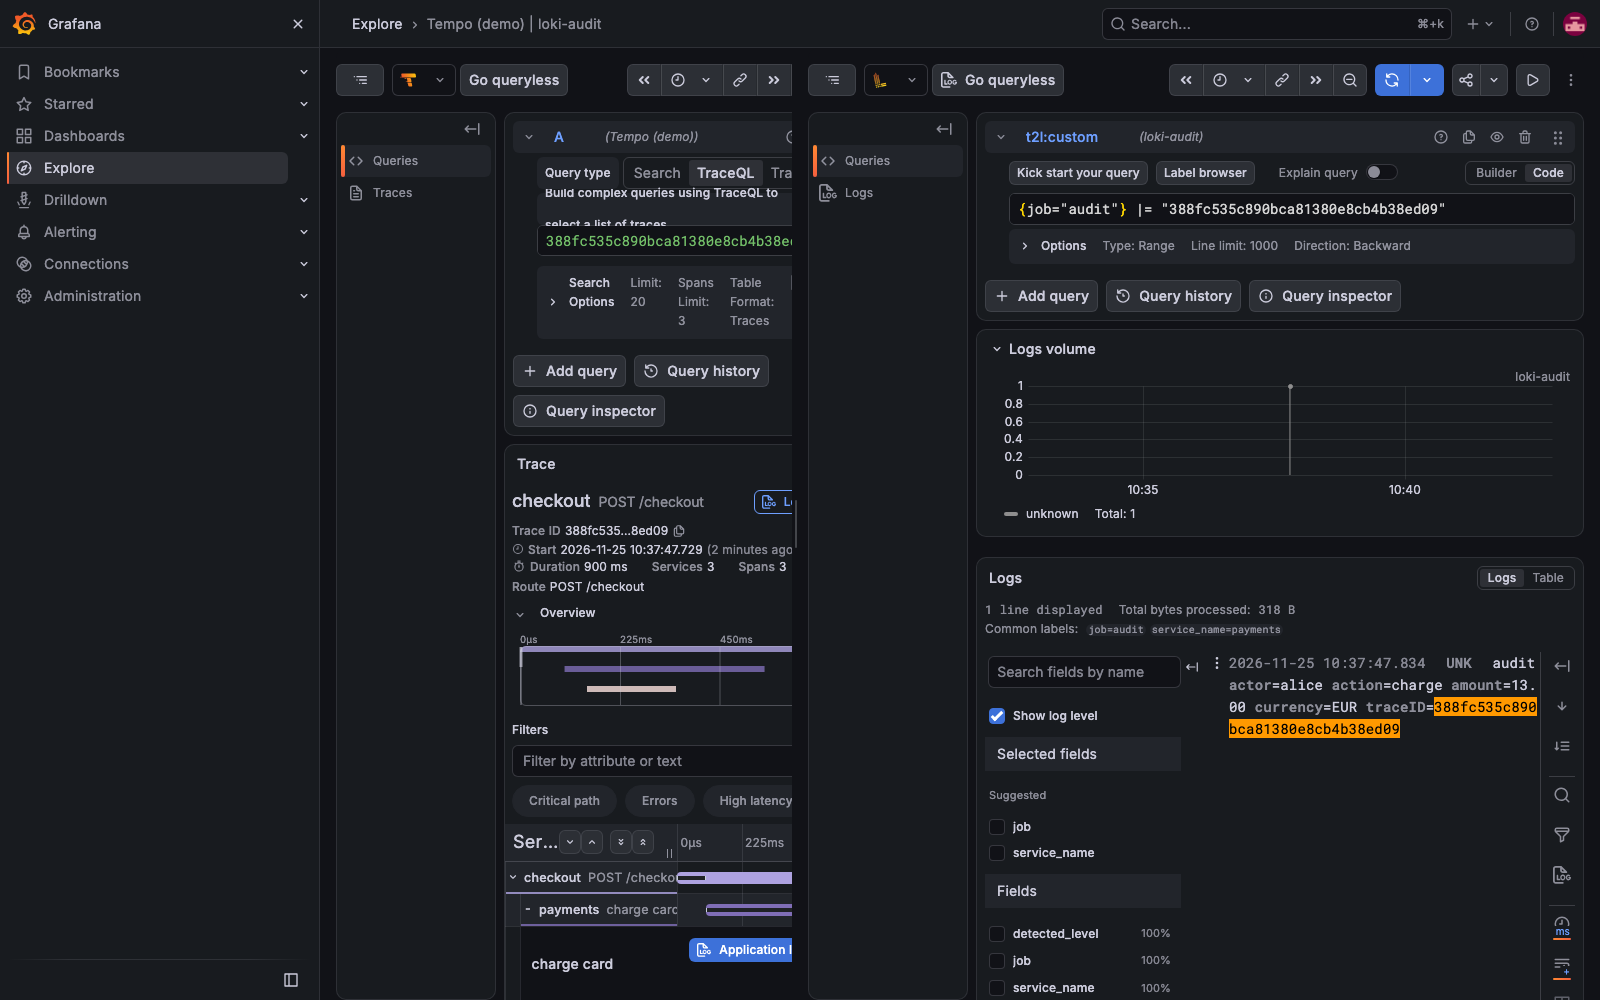 Grafana
Explore › Tempo (demo) | loki-audit
Search...
⌘+k
Bookmarks
Starred
Dashboards
Explore
Drilldown
Alerting
Connections
Administration
Go queryless
Queries
Traces
A (Tempo (demo))
Query type
Search
TraceQL
Tra
Build complex queries using TraceQL to
select a list of traces
388fc535c890bca81380e8cb4b38e
Search Options
Limit: 20
Spans Limit: 3
Table Format: Traces
Add query
Query history
Query inspector
Trace
checkout POST /checkout
Trace ID 388fc535...8ed09
Start 2026-11-25 10:37:47.729 (2 minutes ago
Duration 900 ms Services 3 Spans 3
Route POST /checkout
Overview
0μs 225ms 450ms
Filters
Filter by attribute or text
Critical path
Errors
High latency
Ser...
0μs
225ms
checkout POST /checkou
payments charge card
Application
charge card
LOG
Go queryless
Queries
Logs
t2l:custom (loki-audit)
Kick start your query
Label browser
Explain query
Builder
Code
{job="audit"} |= "388fc535c890bca81380e8cb4b38ed09"
Options Type: Range Line limit: 1000 Direction: Backward
Add query
Query history
Query inspector
Logs volume
loki-audit
1
0.8
0.6
0.4
0.2
0
10:35
10:40
unknown Total: 1
Logs
Logs
Table
1 line displayed Total bytes processed: 318 B
Common labels: job=audit service_name=payments
Search fields by name
Show log level
Selected fields
Suggested
job
service_name
Fields
detected_level 100%
job 100%
service_name 100%
2026-11-25 10:37:47.834 UNK audit
actor=alice action=charge amount=13.
00 currency=EUR traceID=388fc535c890
bca81380e8cb4b38ed09
LOG
ms